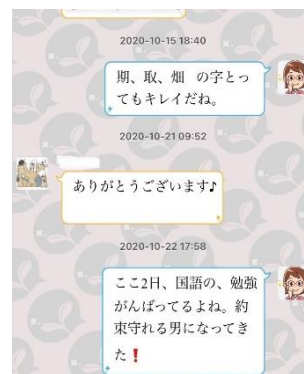 2020-10-15 18:40
期、取、畑　の字とっ
てもキレイだね。
2020-10-21 09:52
ありがとうございます♪
2020-10-22 17:58
ここ2日、国語の、勉強
がんばってるよね。約
束守れる男になってき
た❗